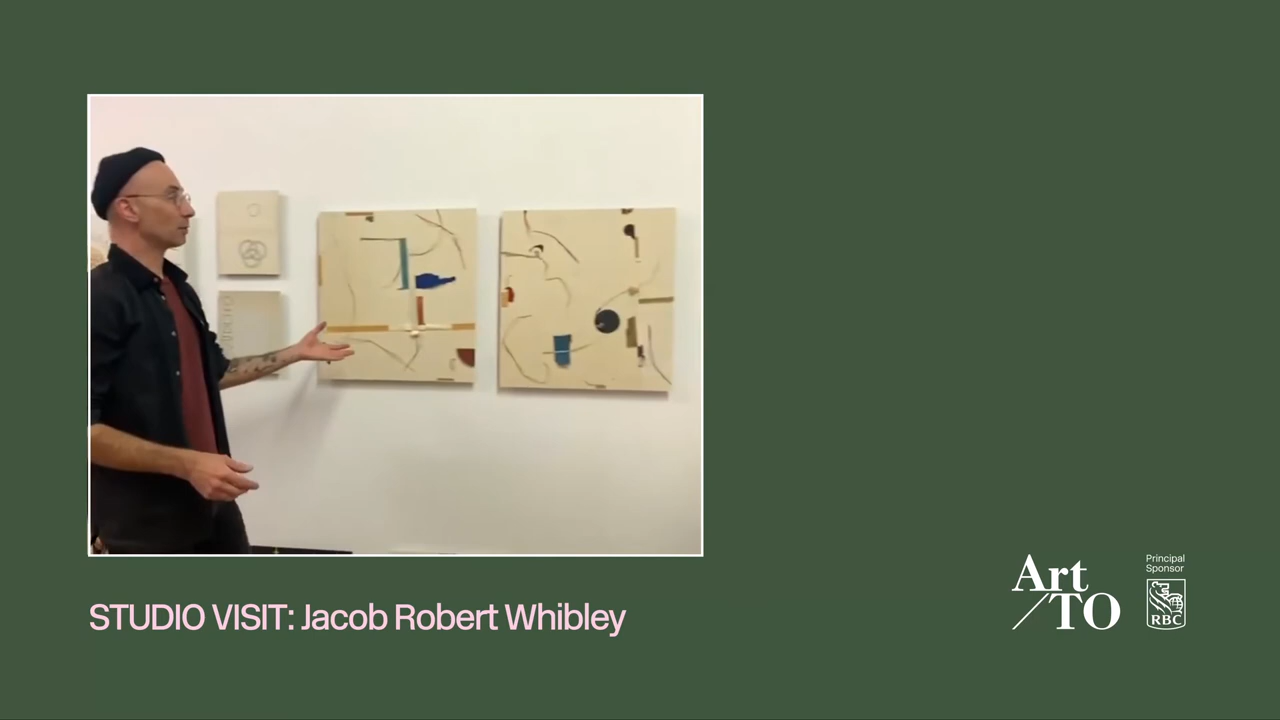 STUDIO VISIT: Jacob Robert Whibley
Art
/TO
Principal
Sponsor
RBC